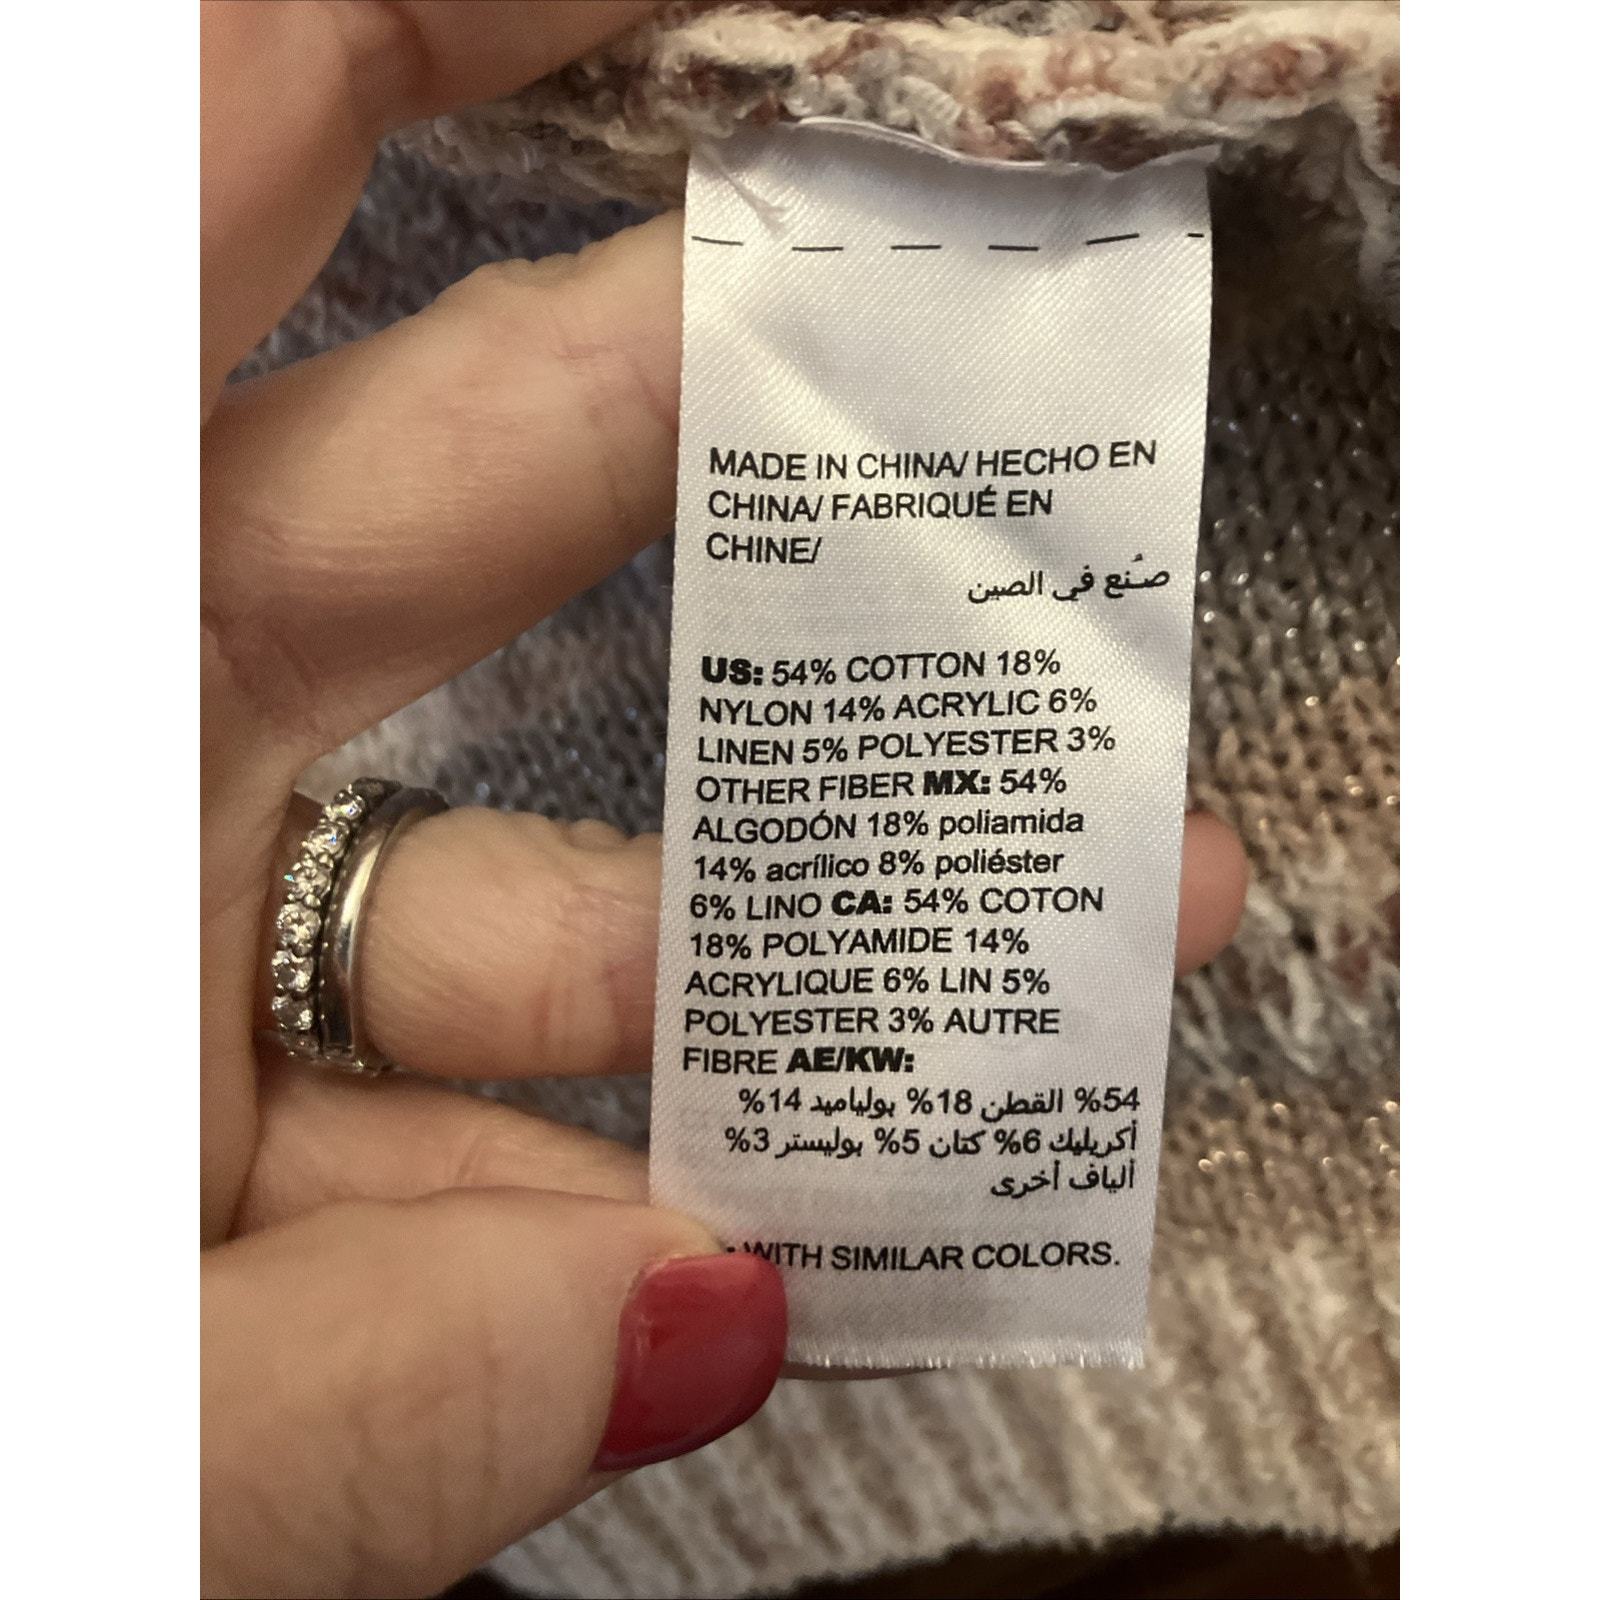 MADE IN CHINA/ HECHO EN
CHINA/ FABRIQUÉ EN
CHINE/
صُنع في الصين
US: 54% COTTON 18%
NYLON 14% ACRYLIC 6%
LINEN 5% POLYESTER 3%
OTHER FIBER MX: 54%
ALGODÓN 18% poliamida
14% acrílico 8% poliéster
6% LINO CA: 54% COTON
18% POLYAMIDE 14%
ACRYLIQUE 6% LIN 5%
POLYESTER 3% AUTRE
FIBRE AE/KW:
54% القطن 18% بولياميد 14%
أكريليك 6% كتان 5% بوليستر 3%
ألياف أخرى
WITH SIMILAR COLORS.